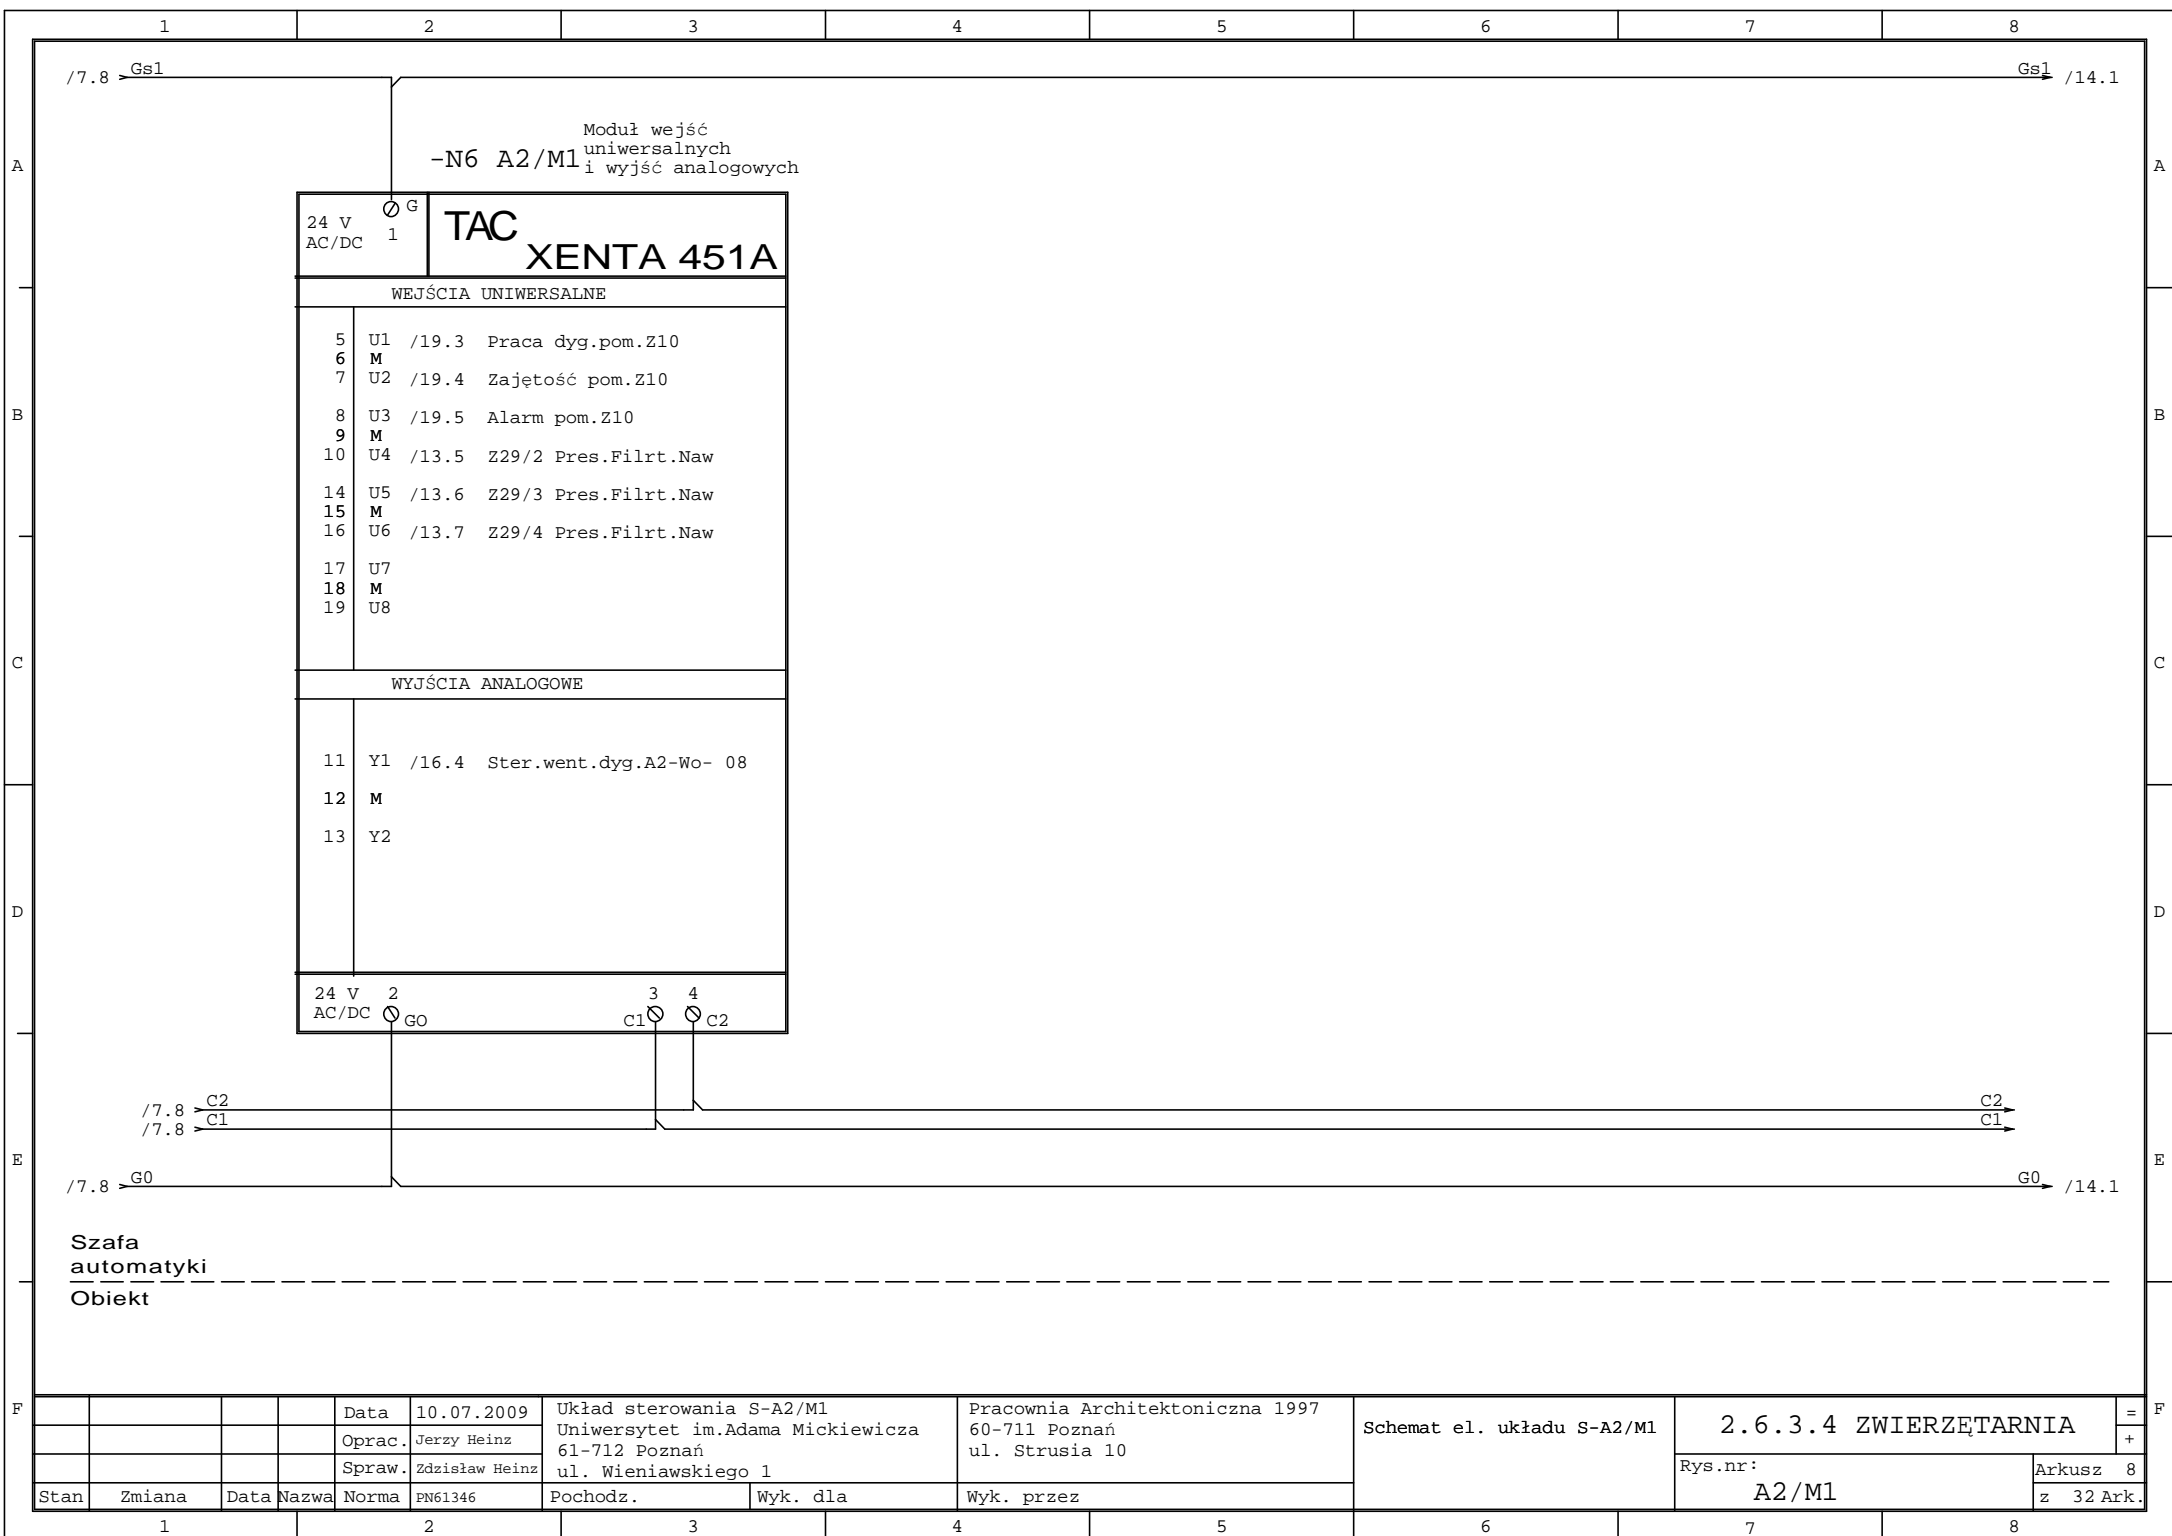 1 2 3 4 5 6 7 8
/7.8 Gs1 Gs1 /14.1
Moduł wejść
-N6 A2/M1 uniwersalnych
i wyjść analogowych
A A
G
24 V
AC/DC 1
TAC
XENTA 451A
WEJŚCIA UNIWERSALNE
5 U1 /19.3 Praca dyg.pom.Z10
6 M
7 U2 /19.4 Zajętość pom.Z10
B B
8 U3 /19.5 Alarm pom.Z10
9 M
10 U4 /13.5 Z29/2 Pres.Filrt.Naw
14 U5 /13.6 Z29/3 Pres.Filrt.Naw
15 M
16 U6 /13.7 Z29/4 Pres.Filrt.Naw
17 U7
18 M
19 U8
C C
WYJŚCIA ANALOGOWE
11 Y1 /16.4 Ster.went.dyg.A2-Wo- 08
12 M
13 Y2
D D
24 V 2 3 4
AC/DC GO C1 C2
/7.8 C2 C2
/7.8 C1 C1
E E
/7.8 G0 G0 /14.1
Szafa
automatyki
Obiekt
F F
Data 10.07.2009
Oprac. Jerzy Heinz
Spraw. Zdzisław Heinz
Stan Zmiana Data Nazwa Norma PN61346
Układ sterowania S-A2/M1
Uniwersytet im.Adama Mickiewicza
61-712 Poznań
ul. Wieniawskiego 1
Pochodz. Wyk. dla
Pracownia Architektoniczna 1997
60-711 Poznań
ul. Strusia 10
Wyk. przez
Schemat el. układu S-A2/M1
2.6.3.4 ZWIERZĘTARNIA
=
+
Rys.nr:
A2/M1
Arkusz 8
z 32 Ark.
1 2 3 4 5 6 7 8